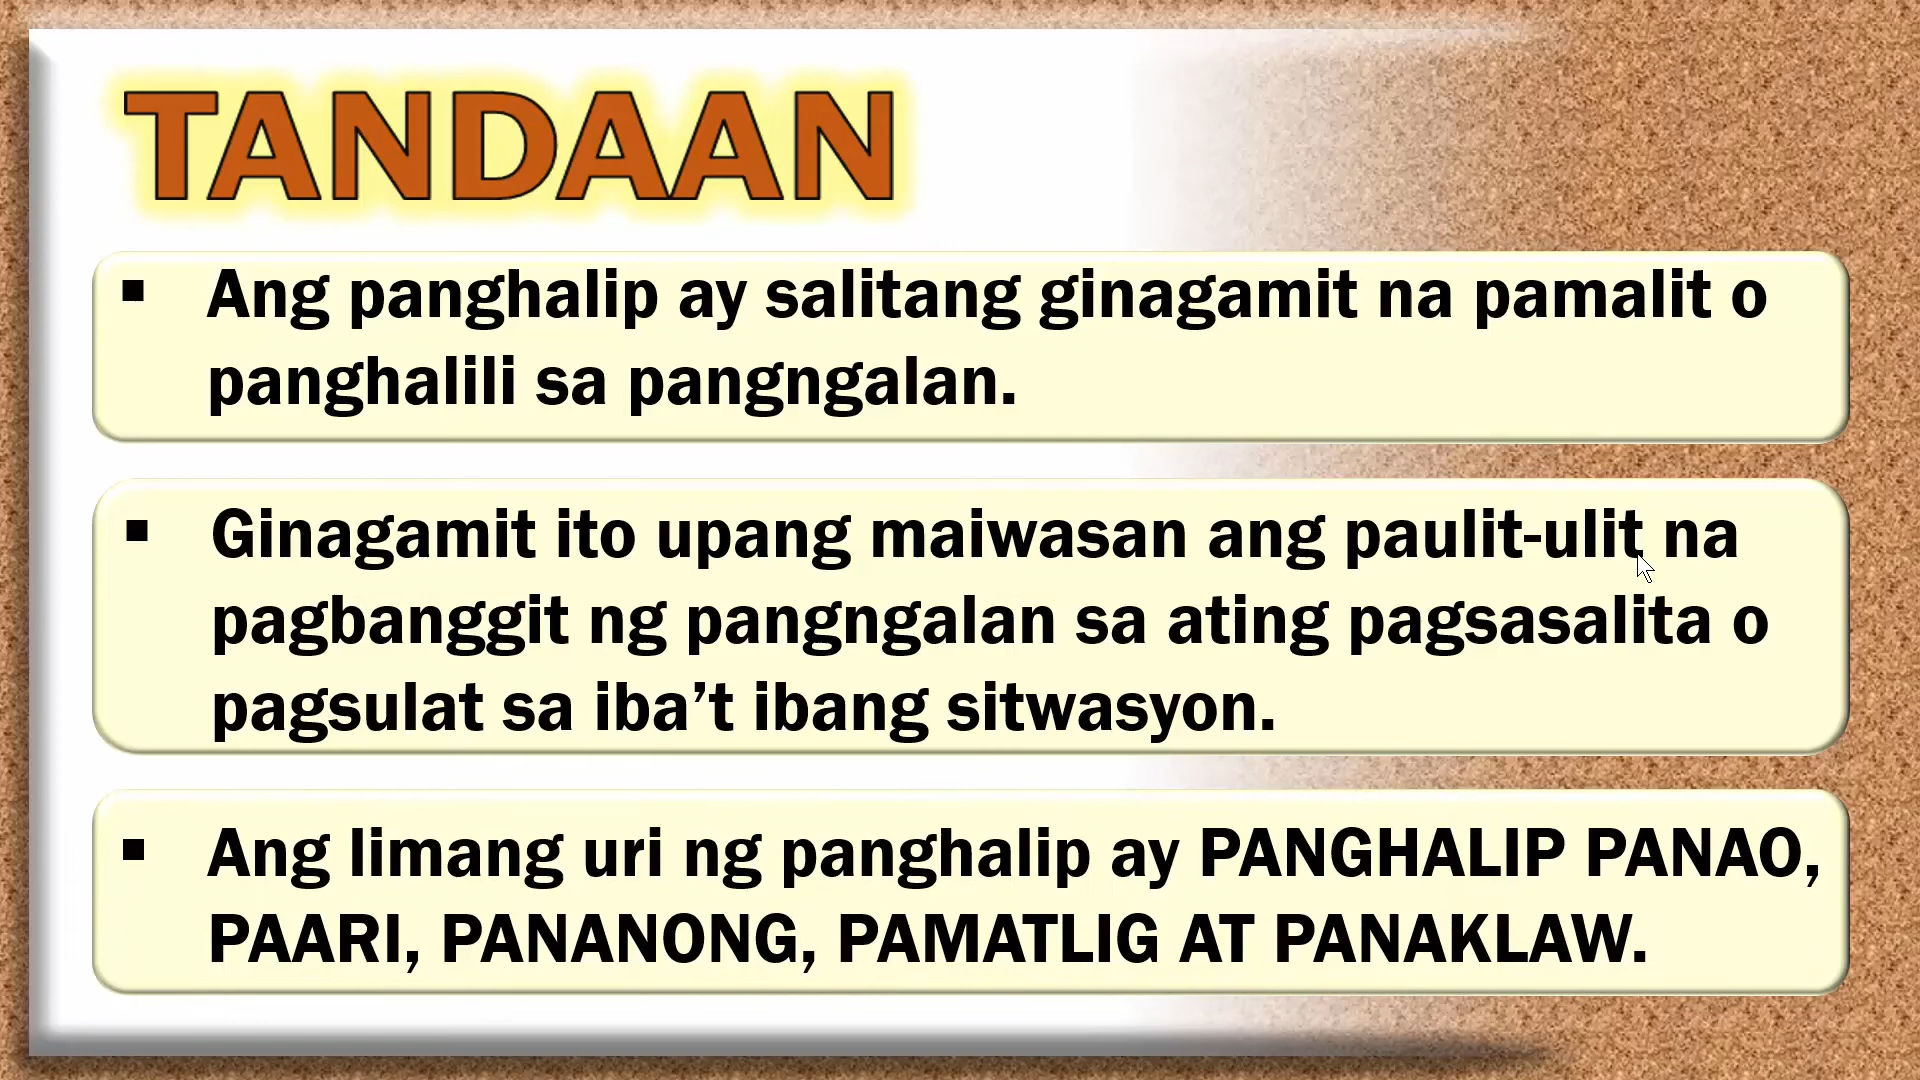 TANDAAN
▪ Ang panghalip ay salitang ginagamit na pamalit o
panghalili sa pangngalan.
▪ Ginagamit ito upang maiwasan ang paulit-ulit na
pagbanggit ng pangngalan sa ating pagsasalita o
pagsulat sa iba’t ibang sitwasyon.
▪ Ang limang uri ng panghalip ay PANGHALIP PANAO,
PAARI, PANANONG, PAMATLIG AT PANAKLAW.